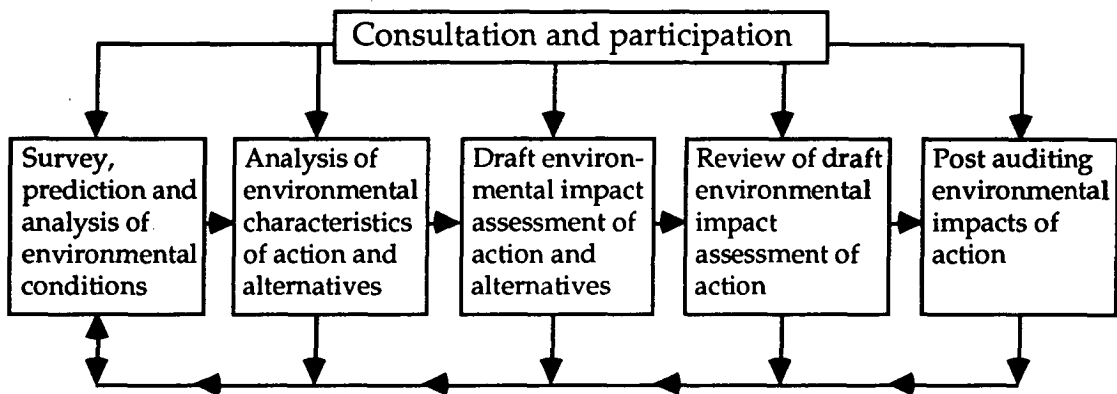 Consultation and participation
Survey,
prediction and
analysis of
environmental
conditions
Analysis of
environmental
characteristics
of action and
alternatives
Draft environ-
mental impact
assessment of
action and
alternatives
Review of draft
environmental
impact
assessment of
action
Post auditing
environmental
impacts of
action